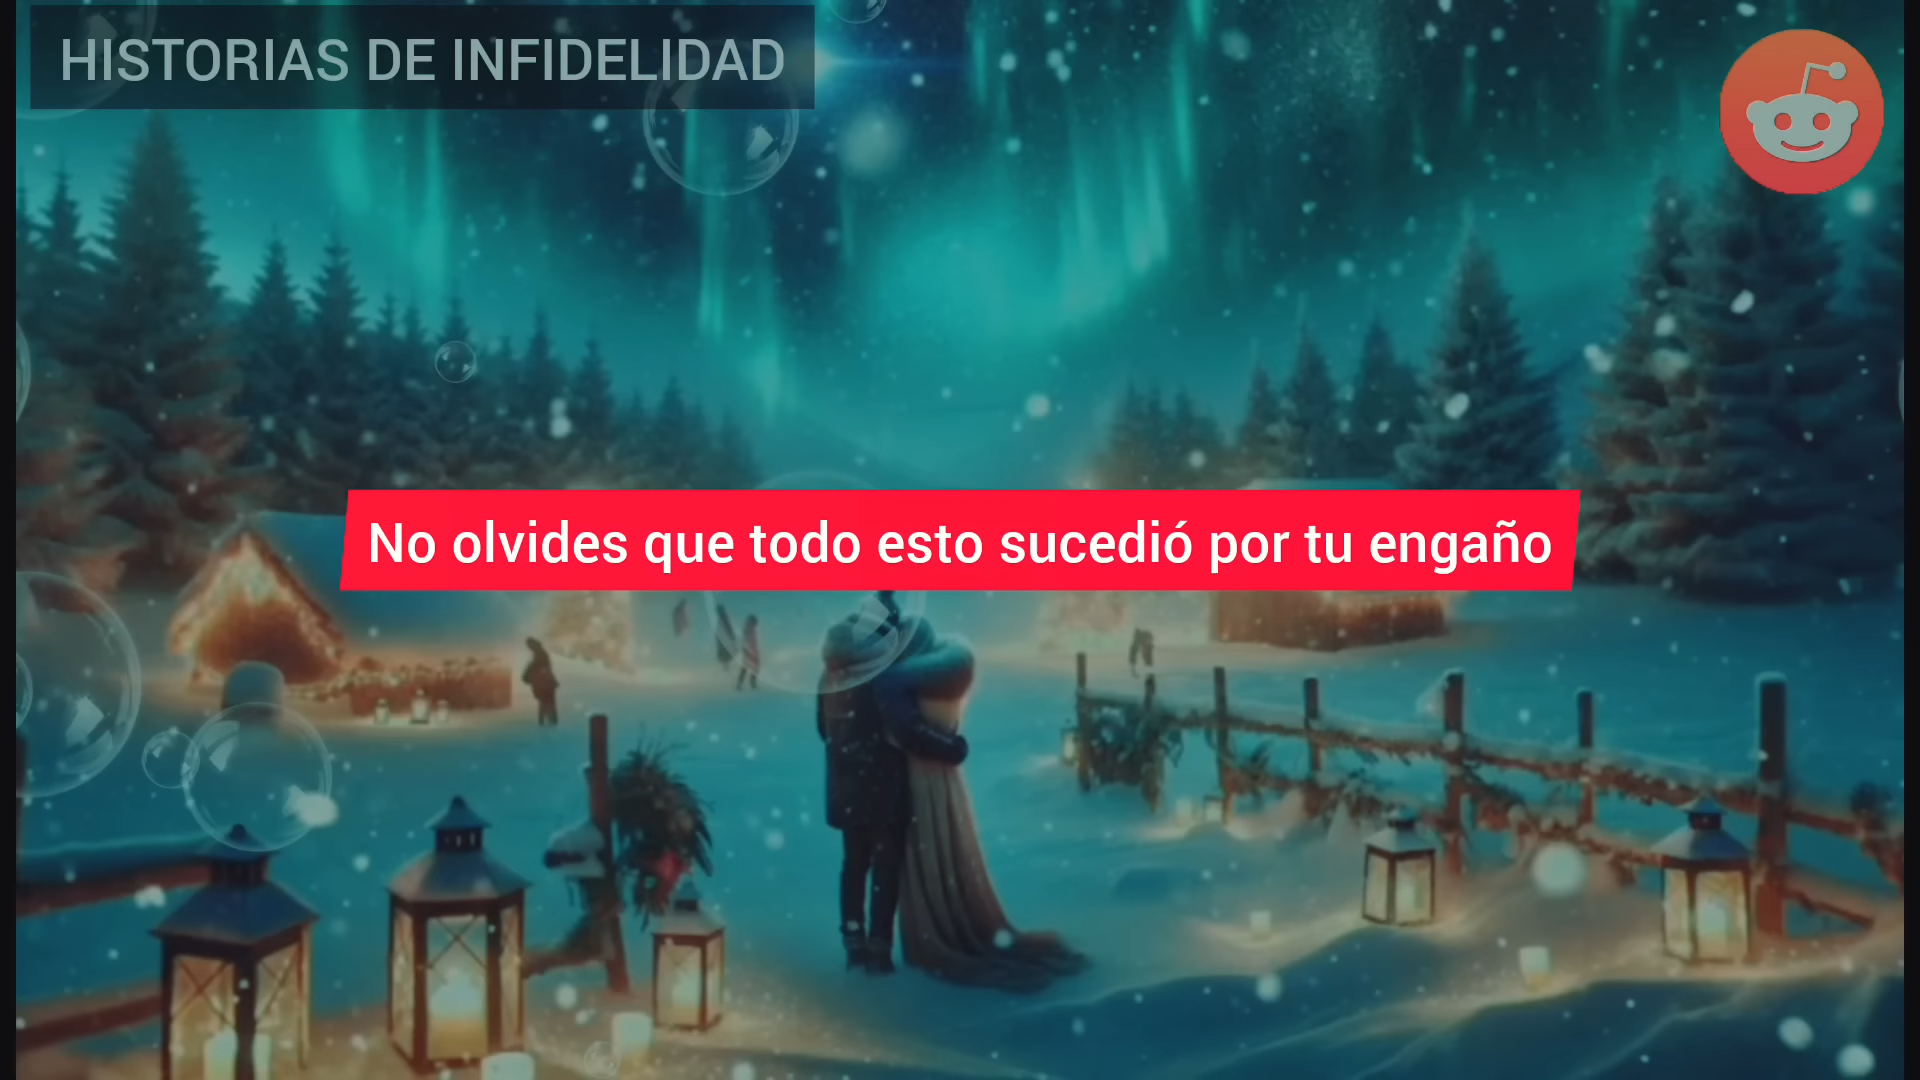 HISTORIAS DE INFIDELIDAD
No olvides que todo esto sucedió por tu engaño